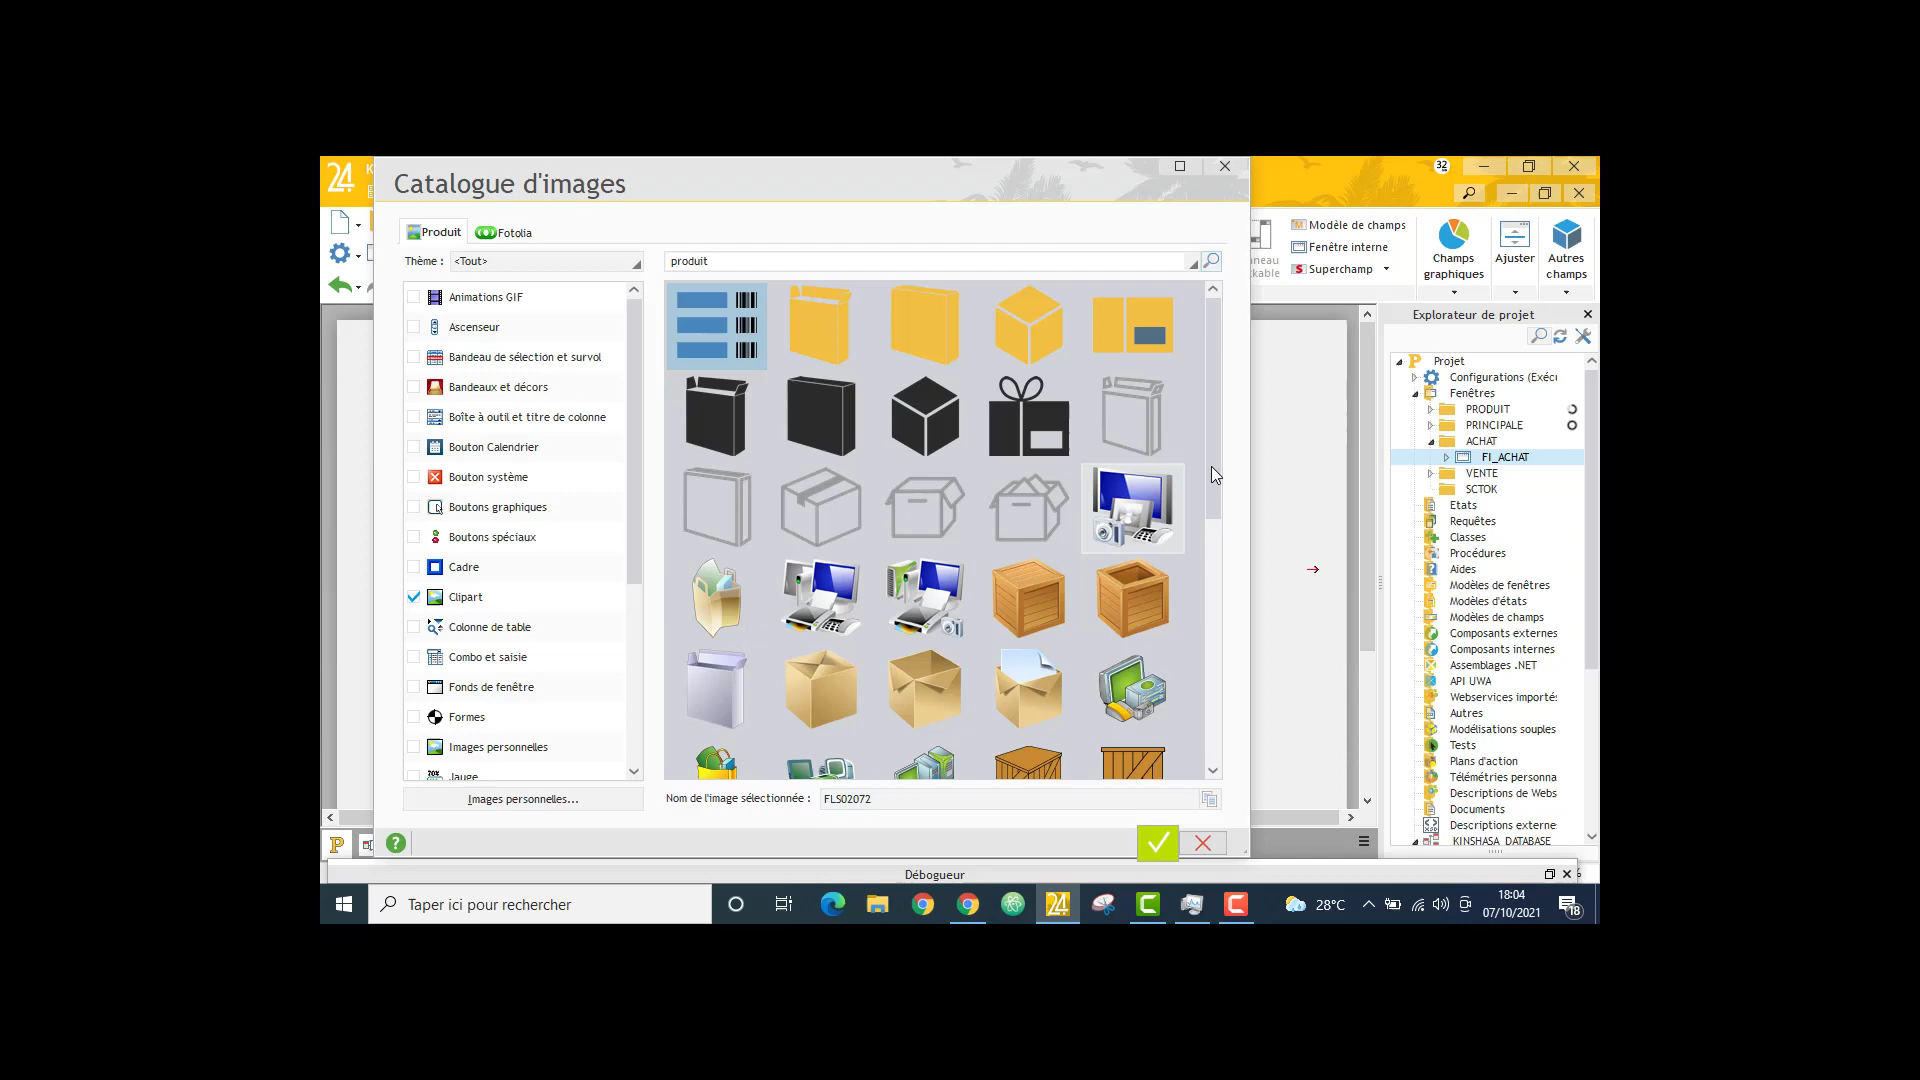 24 K
32
Catalogue d'images
Produit
Fotolia
Thème :
<Tout>
produit
Animations GIF
Ascenseur
Bandeau de sélection et survol
Bandeaux et décors
Boîte à outil et titre de colonne
Bouton Calendrier
Bouton système
Boutons graphiques
Boutons spéciaux
Cadre
Clipart
Colonne de table
Combo et saisie
Fonds de fenêtre
Formes
Images personnelles
Jauge
Images personnelles...
Nom de l'image sélectionnée :
FLS02072
Modèle de champs
Fenêtre interne
Superchamp
Champs
graphiques
Ajuster
Autres
champs
Explorateur de projet
Projet
Configurations (Exécu
Fenêtres
PRODUIT
PRINCIPALE
ACHAT
FI_ACHAT
VENTE
SCTOK
Etats
Requêtes
Classes
Procédures
Aides
Modèles de fenêtres
Modèles d'états
Modèles de champs
Composants externes
Composants internes
Assemblages .NET
API UWA
Webservices importés
Autres
Modélisations souples
Tests
Plans d'action
Télémétries personna
Descriptions de Webs
Documents
Descriptions externe
KINSHASA_DATABASE
Débogueur
Taper ici pour rechercher
24
28°C
18:04
07/10/2021
18